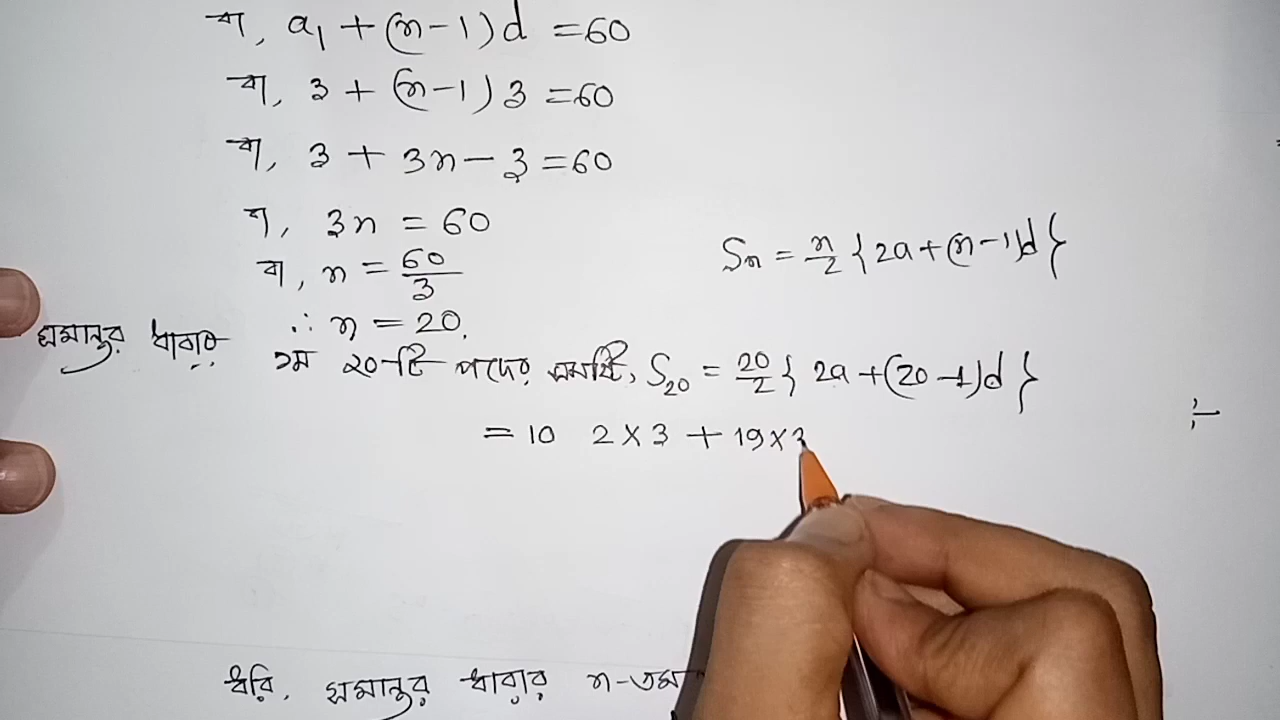 বা, a₁ + (n-1)d = 60
বা, 3 + (n-1)3 = 60
বা, 3 + 3n - 3 = 60
বা, 3n = 60
বা, n = 60/3
Sn = n/2 { 2a + (n-1)d }
∴ n = 20.
সমান্তর ধারার ১ম ২০টি পদের সমষ্টি, S₂₀ = 20/2 { 2a + (20-1)d }
= 10 2 × 3 + 19 × 3
ধরি, সমান্তর ধারার n-তম